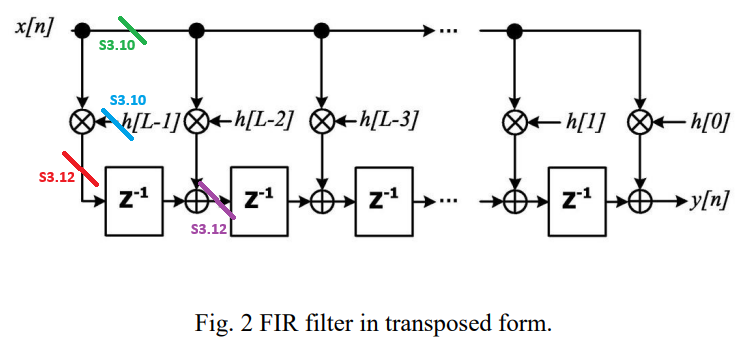 x[n]
S3.10
...
S3.10
h[L-1]
h[L-2]
h[L-3]
h[1]
h[0]
S3.12
z-1
z-1
z-1
...
z-1
y[n]
S3.12
Fig. 2 FIR filter in transposed form.